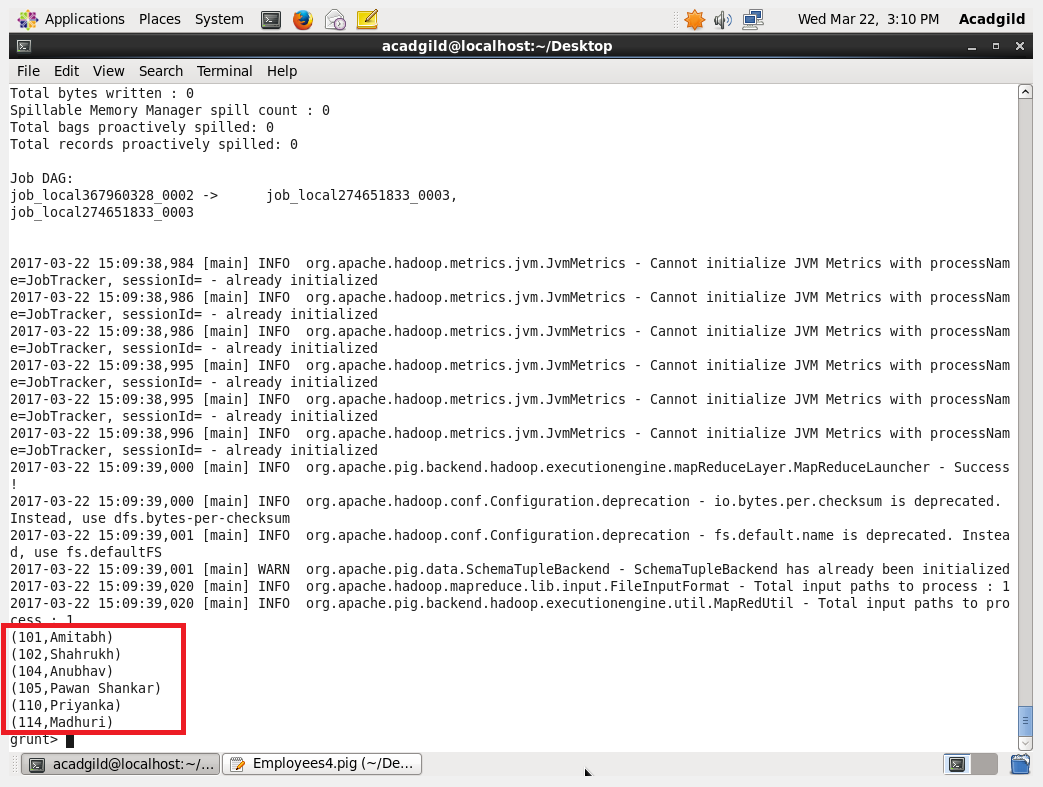 Applications Places System Wed Mar 22, 3:10 PM Acadgild
acadgild@localhost:~/Desktop
File Edit View Search Terminal Help
Total bytes written : 0
Spillable Memory Manager spill count : 0
Total bags proactively spilled: 0
Total records proactively spilled: 0
Job DAG:
job_local367960328_0002 -> job_local274651833_0003,
job_local274651833_0003
2017-03-22 15:09:38,984 [main] INFO org.apache.hadoop.metrics.jvm.JvmMetrics - Cannot initialize JVM Metrics with processNam
e=JobTracker, sessionId= - already initialized
2017-03-22 15:09:38,986 [main] INFO org.apache.hadoop.metrics.jvm.JvmMetrics - Cannot initialize JVM Metrics with processNam
e=JobTracker, sessionId= - already initialized
2017-03-22 15:09:38,986 [main] INFO org.apache.hadoop.metrics.jvm.JvmMetrics - Cannot initialize JVM Metrics with processNam
e=JobTracker, sessionId= - already initialized
2017-03-22 15:09:38,995 [main] INFO org.apache.hadoop.metrics.jvm.JvmMetrics - Cannot initialize JVM Metrics with processNam
e=JobTracker, sessionId= - already initialized
2017-03-22 15:09:38,995 [main] INFO org.apache.hadoop.metrics.jvm.JvmMetrics - Cannot initialize JVM Metrics with processNam
e=JobTracker, sessionId= - already initialized
2017-03-22 15:09:38,996 [main] INFO org.apache.hadoop.metrics.jvm.JvmMetrics - Cannot initialize JVM Metrics with processNam
e=JobTracker, sessionId= - already initialized
2017-03-22 15:09:39,000 [main] INFO org.apache.pig.backend.hadoop.executionengine.mapReduceLayer.MapReduceLauncher - Success
!
2017-03-22 15:09:39,000 [main] INFO org.apache.hadoop.conf.Configuration.deprecation - io.bytes.per.checksum is deprecated.
Instead, use dfs.bytes-per-checksum
2017-03-22 15:09:39,001 [main] INFO org.apache.hadoop.conf.Configuration.deprecation - fs.default.name is deprecated. Instea
d, use fs.defaultFS
2017-03-22 15:09:39,001 [main] WARN org.apache.pig.data.SchemaTupleBackend - SchemaTupleBackend has already been initialized
2017-03-22 15:09:39,020 [main] INFO org.apache.hadoop.mapreduce.lib.input.FileInputFormat - Total input paths to process : 1
2017-03-22 15:09:39,020 [main] INFO org.apache.pig.backend.hadoop.executionengine.util.MapRedUtil - Total input paths to pro
cess : 1
(101,Amitabh)
(102,Shahrukh)
(104,Anubhav)
(105,Pawan Shankar)
(110,Priyanka)
(114,Madhuri)
grunt>
acadgild@localhost:~/... Employees4.pig (~/De...